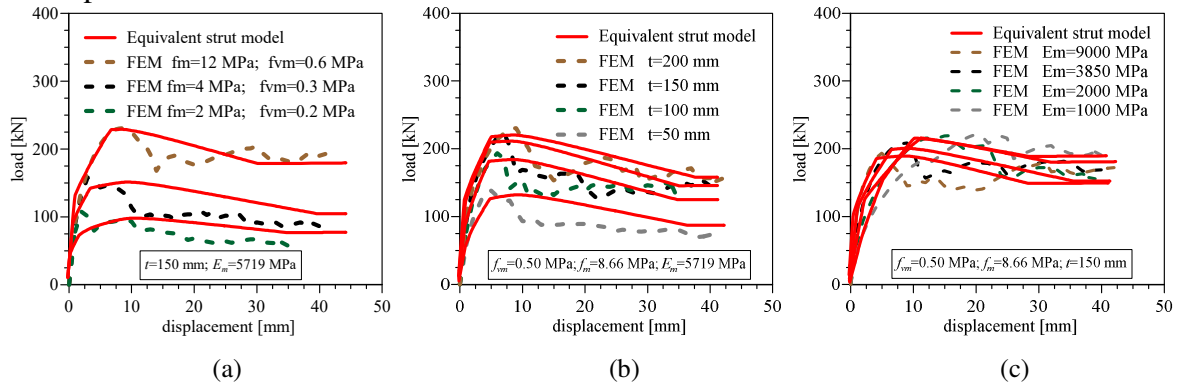 400
300
200
100
0
load [kN]
0 10 20 30 40 50
displacement [mm]
Equivalent strut model
FEM fm=12 MPa; fvm=0.6 MPa
FEM fm=4 MPa; fvm=0.3 MPa
FEM fm=2 MPa; fvm=0.2 MPa
t=150 mm; Em=5719 MPa
(a)
400
300
200
100
0
load [kN]
0 10 20 30 40 50
displacement [mm]
Equivalent strut model
FEM t=200 mm
FEM t=150 mm
FEM t=100 mm
FEM t=50 mm
fvm=0.50 MPa; fm=8.66 MPa; Em=5719 MPa
(b)
400
300
200
100
0
load [kN]
0 10 20 30 40 50
displacement [mm]
Equivalent strut model
FEM Em=9000 MPa
FEM Em=3850 MPa
FEM Em=2000 MPa
FEM Em=1000 MPa
fvm=0.50 MPa; fm=8.66 MPa; t=150 mm
(c)